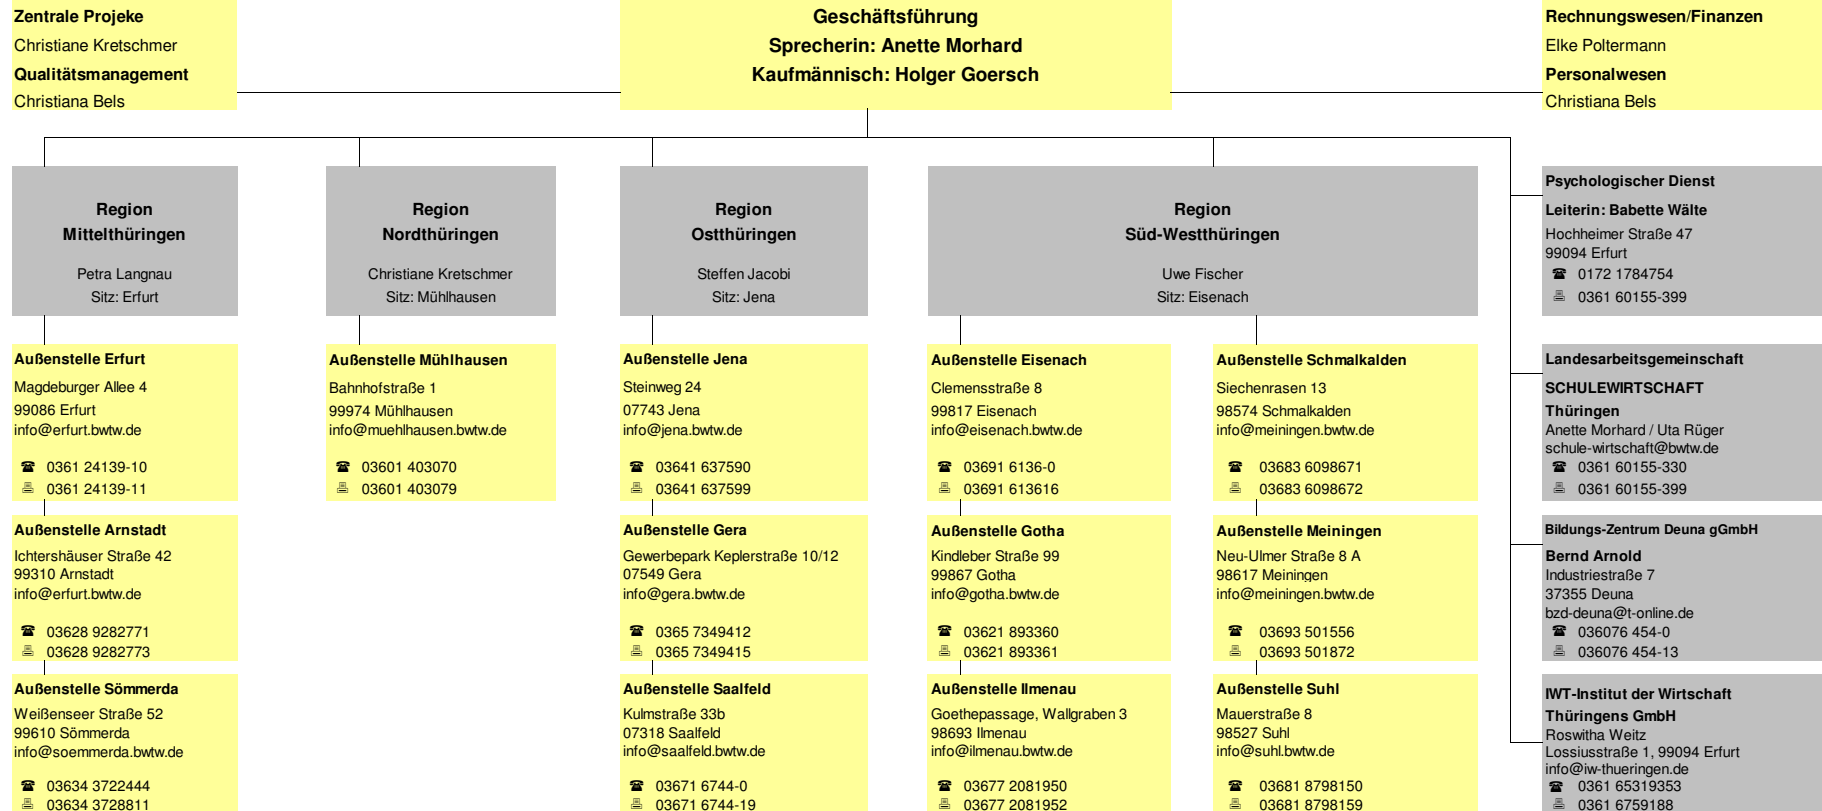 Zentrale Projeke
Christiane Kretschmer
Qualitätsmanagement
Christiana Bels
Geschäftsführung
Sprecherin: Anette Morhard
Kaufmännisch: Holger Goersch
Rechnungswesen/Finanzen
Elke Poltermann
Personalwesen
Christiana Bels
Region
Mittelthüringen
Petra Langnau
Sitz: Erfurt
Region
Nordthüringen
Christiane Kretschmer
Sitz: Mühlhausen
Region
Ostthüringen
Steffen Jacobi
Sitz: Jena
Region
Süd-Westthüringen
Uwe Fischer
Sitz: Eisenach
Psychologischer Dienst
Leiterin: Babette Wälte
Hochheimer Straße 47
99094 Erfurt
☎ 0172 1784754
0361 60155-399
Außenstelle Erfurt
Magdeburger Allee 4
99086 Erfurt
info@erfurt.bwtw.de
☎ 0361 24139-10
0361 24139-11
Außenstelle Mühlhausen
Bahnhofstraße 1
99974 Mühlhausen
info@muehlhausen.bwtw.de
☎ 03601 403070
03601 403079
Außenstelle Jena
Steinweg 24
07743 Jena
info@jena.bwtw.de
☎ 03641 637590
03641 637599
Außenstelle Eisenach
Clemensstraße 8
99817 Eisenach
info@eisenach.bwtw.de
☎ 03691 6136-0
03691 613616
Außenstelle Schmalkalden
Siechenrasen 13
98574 Schmalkalden
info@meiningen.bwtw.de
☎ 03683 6098671
03683 6098672
Landesarbeitsgemeinschaft
SCHULEWIRTSCHAFT
Thüringen
Anette Morhard / Uta Rüger
schule-wirtschaft@bwtw.de
☎ 0361 60155-330
0361 60155-399
Außenstelle Arnstadt
Ichtershäuser Straße 42
99310 Arnstadt
info@erfurt.bwtw.de
☎ 03628 9282771
03628 9282773
Außenstelle Gera
Gewerbepark Keplerstraße 10/12
07549 Gera
info@gera.bwtw.de
☎ 0365 7349412
0365 7349415
Außenstelle Gotha
Kindleber Straße 99
99867 Gotha
info@gotha.bwtw.de
☎ 03621 893360
03621 893361
Außenstelle Meiningen
Neu-Ulmer Straße 8 A
98617 Meiningen
info@meiningen.bwtw.de
☎ 03693 501556
03693 501872
Bildungs-Zentrum Deuna gGmbH
Bernd Arnold
Industriestraße 7
37355 Deuna
bzd-deuna@t-online.de
☎ 036076 454-0
036076 454-13
Außenstelle Sömmerda
Weißenseer Straße 52
99610 Sömmerda
info@soemmerda.bwtw.de
☎ 03634 3722444
03634 3728811
Außenstelle Saalfeld
Kulmstraße 33b
07318 Saalfeld
info@saalfeld.bwtw.de
☎ 03671 6744-0
03671 6744-19
Außenstelle Ilmenau
Goethepassage, Wallgraben 3
98693 Ilmenau
info@ilmenau.bwtw.de
☎ 03677 2081950
03677 2081952
Außenstelle Suhl
Mauerstraße 8
98527 Suhl
info@suhl.bwtw.de
☎ 03681 8798150
03681 8798159
IWT-Institut der Wirtschaft
Thüringens GmbH
Roswitha Weitz
Lossiusstraße 1, 99094 Erfurt
info@iw-thueringen.de
☎ 0361 65319353
0361 6759188